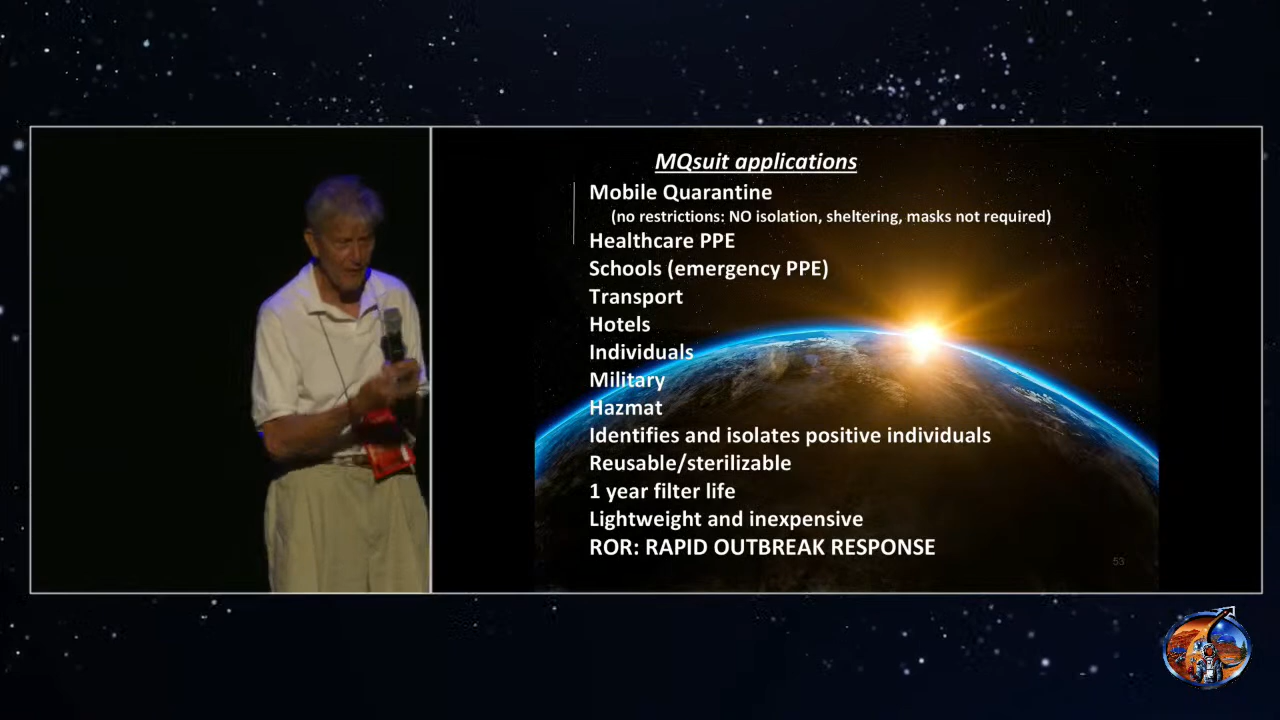 MQsuit applications
Mobile Quarantine
(no restrictions: NO isolation, sheltering, masks not required)
Healthcare PPE
Schools (emergency PPE)
Transport
Hotels
Individuals
Military
Hazmat
Identifies and isolates positive individuals
Reusable/sterilizable
1 year filter life
Lightweight and inexpensive
ROR: RAPID OUTBREAK RESPONSE
53